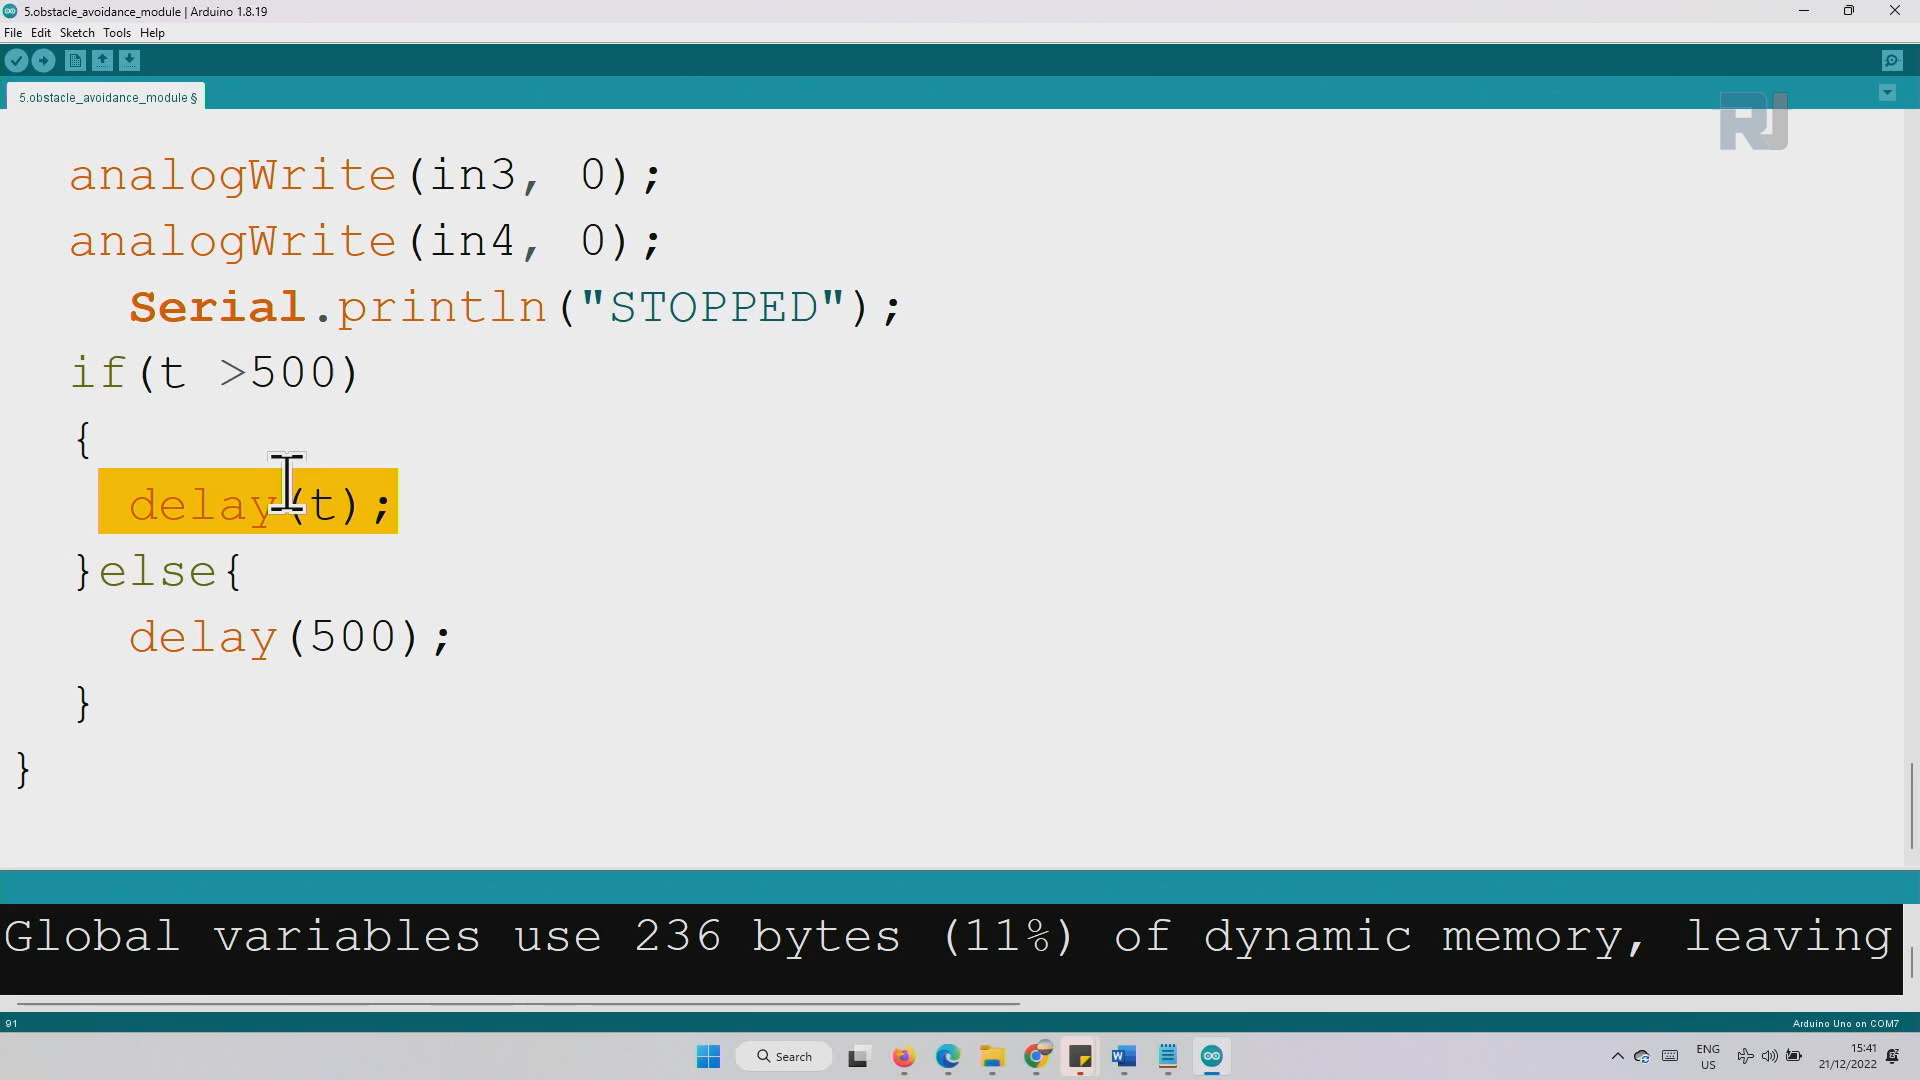 5.obstacle_avoidance_module | Arduino 1.8.19
File Edit Sketch Tools Help
5.obstacle_avoidance_module §
RJ
analogWrite(in3, 0);
analogWrite(in4, 0);
Serial.println("STOPPED");
if(t >500)
{
delay(t);
}else{
delay(500);
}
}
Global variables use 236 bytes (11%) of dynamic memory, leaving
91
Arduino Uno on COM7
Search
ENG
US
15:41
21/12/2022